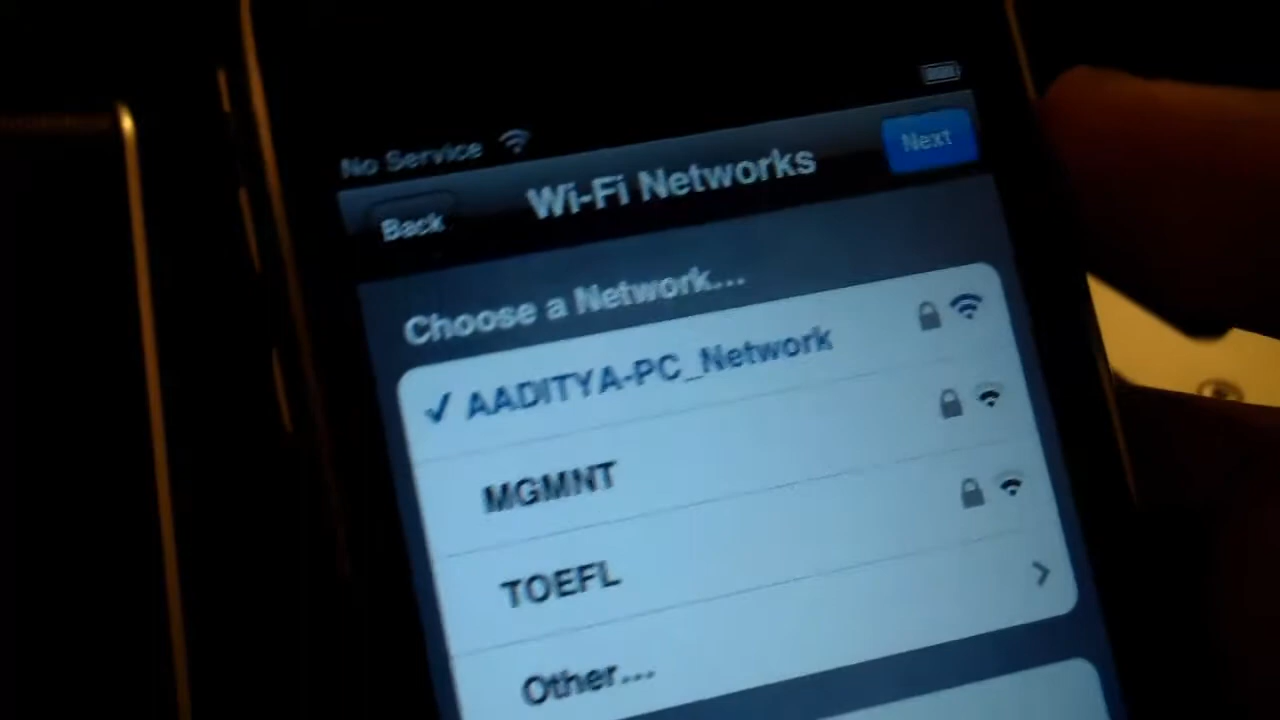 No Service
Back
Wi-Fi Networks
Next
Choose a Network...
AADITYA-PC_Network
MGMNT
TOEFL
Other...